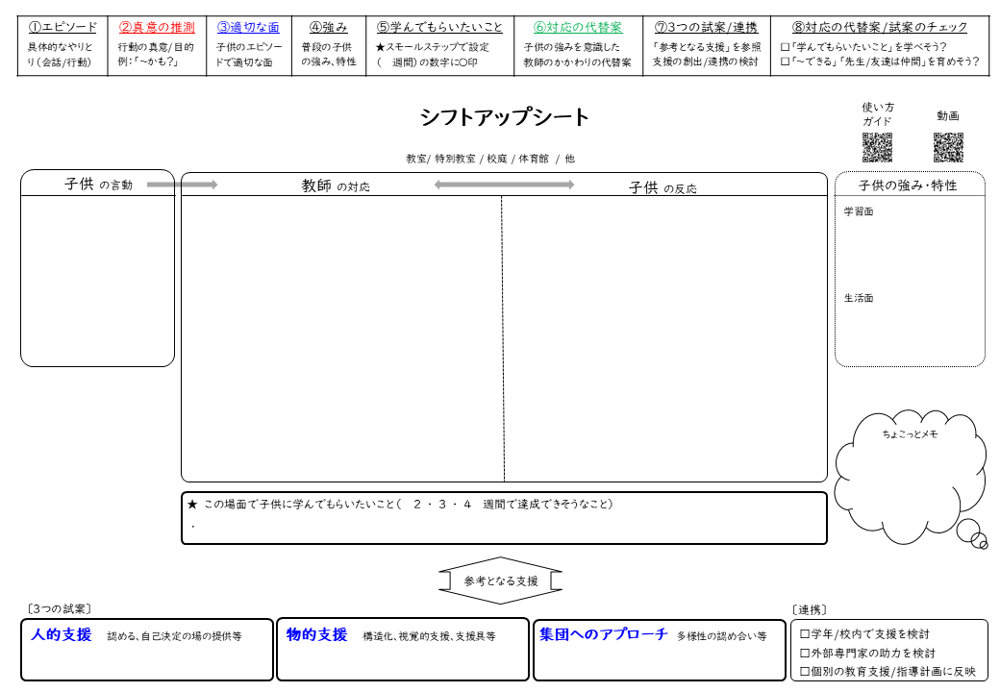 ①エピソード
具体的なやりと
り(会話/行動)
②真意の推測
行動の真意/目的
例:「~かも?」
③適切な面
子供のエピソー
ドで適切な面
④強み
普段の子供
の強み、特性
⑤学んでもらいたいこと
★スモールステップで設定
(　週間)の数字に○印
⑥対応の代替案
子供の強みを意識した
教師のかかわりの代替案
⑦3つの試案/連携
「参考となる支援」を参照
支援の創出/連携の検討
⑧対応の代替案/試案のチェック
□「学んでもらいたいこと」を学べそう?
□「~できる」「先生/友達は仲間」を育めそう?
シフトアップシート
使い方
ガイド
動画
教室/ 特別教室 / 校庭 / 体育館 / 他
子供 の言動
教師 の対応
子供 の反応
子供の強み・特性
学習面
生活面
ちょこっとメモ
★ この場面で子供に学んでもらいたいこと(　2 ・ 3 ・ 4　週間で達成できそうなこと)
・
参考となる支援
〔3つの試案〕
人的支援　認める、自己決定の場の提供等
物的支援　構造化、視覚的支援、支援具等
集団へのアプローチ　多様性の認め合い等
〔連携〕
□学年/校内で支援を検討
□外部専門家の助力を検討
□個別の教育支援/指導計画に反映